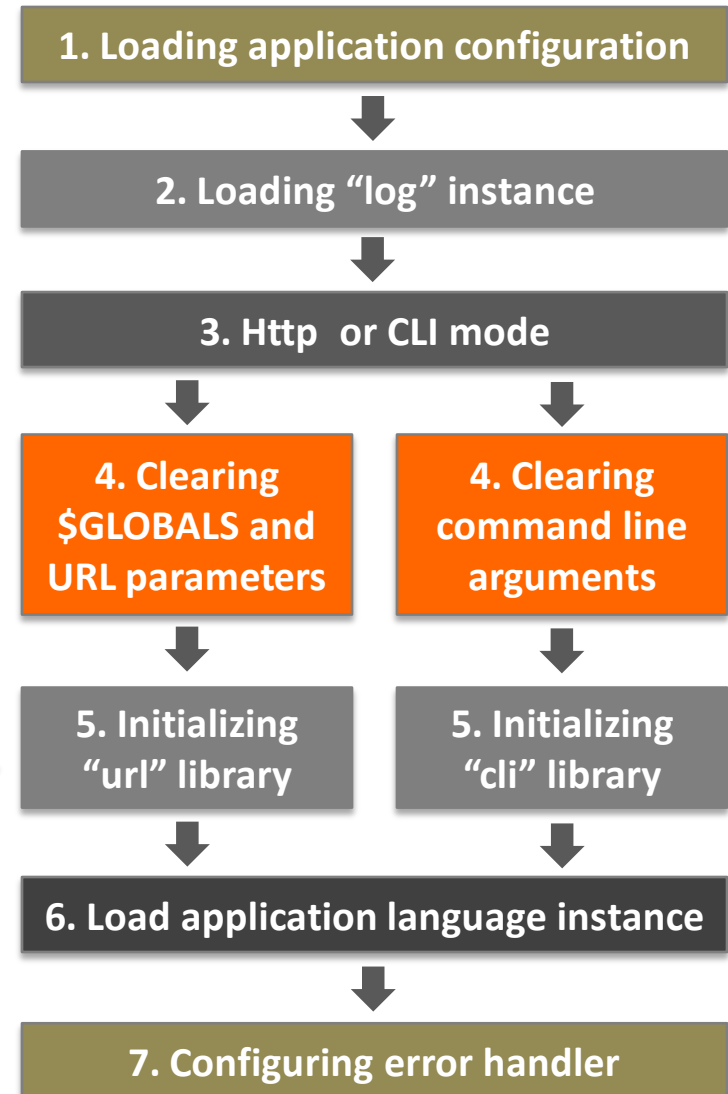 1. Loading application configuration
2. Loading “log” instance
3. Http  or CLI mode
4. Clearing
$GLOBALS and
URL parameters
4. Clearing
command line
arguments
5. Initializing
“url” library
5. Initializing
“cli” library
6. Load application language instance
7. Configuring error handler